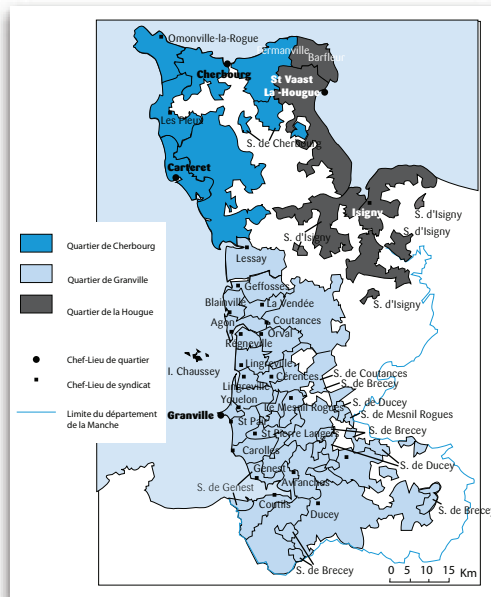 Omonville-la-Rogue
Fermanville
Barfleur
Cherbourg
St Vaast
La -Hougue
Les Pieux
S. de Cherbourg
Carteret
Isigny
S. d'Isigny
S. d'Isigny
S. d'Isigny
S. d'Isigny
Quartier de Cherbourg
Quartier de Granville
Quartier de la Hougue
Chef-Lieu de quartier
Chef-Lieu de syndicat
Limite du département
de la Manche
Lessay
Geffosses
Blainville
La Vendée
Agon
Coutances
Regnéville
Orval
I. Chaussey
Lingreville
Lingreville
Cérences
S. de Coutances
S. de Brecey
Yquelon
Le Mesnil Rogues
S. de Ducey
S. de Mesnil Rogues
Granville
St Pair
St Pierre Langers
S. de Brecey
Carolles
S. de Ducey
Genest
Avranches
S. de Genest
Coutils
Ducey
S. de Brecey
S. de Brecey
0 5 10 15 Km